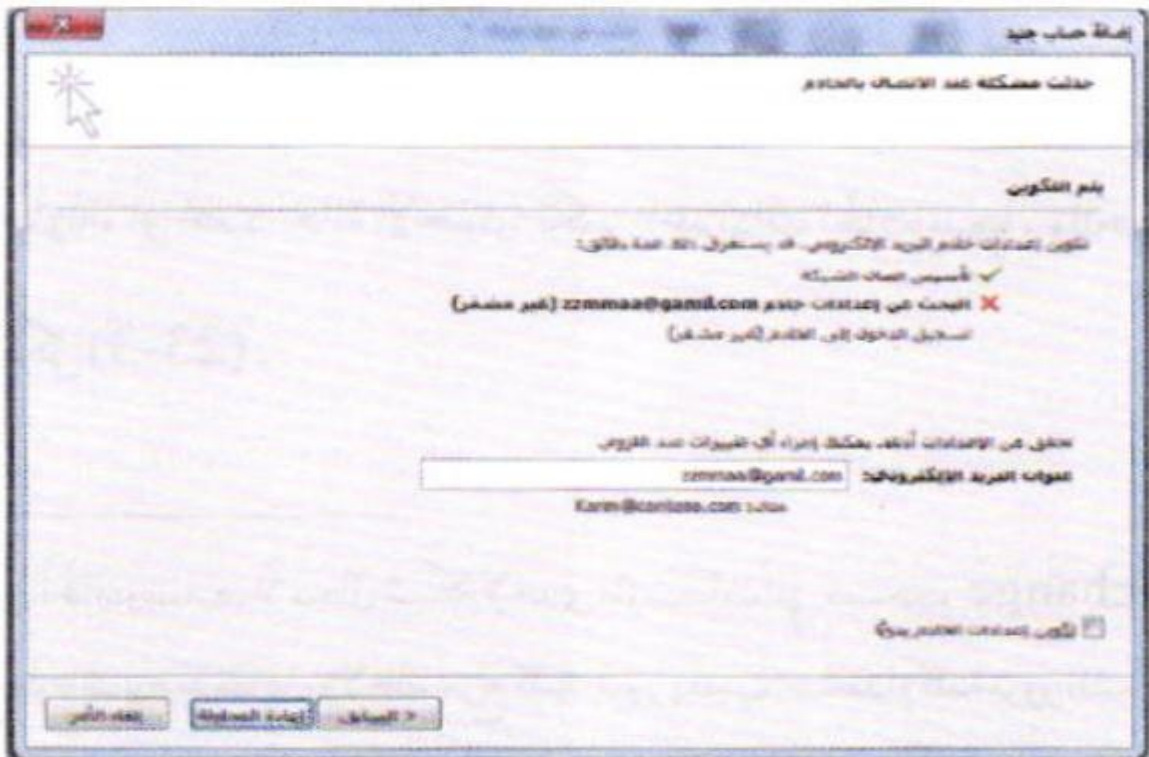 إضافة حساب جديد
حدثت مشكلة عند الاتصال بالخادم
يتم التكوين
تكوين إعدادات خادم البريد الإلكتروني. قد يستغرق ذلك عدة دقائق:
تأسيس اتصال الشبكة
البحث عن إعدادات خادم zzmmaa@gamil.com (غير مشفر)
تسجيل الدخول إلى الخادم (غير مشفر)
تحقق من الإعدادات أدناه. يمكنك إجراء أي تغييرات عند اللزوم.
عنوان البريد الإلكتروني: zzmmaa@gamil.com
مثال: Karim@contoso.com
تكوين إعدادات الخادم يدويًا
< السابق
إعادة المحاولة
إلغاء الأمر